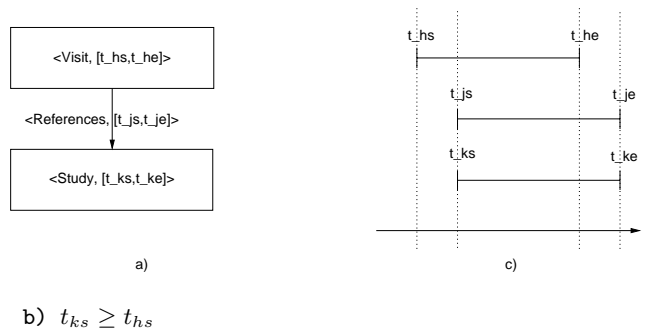 <Visit, [t_hs,t_he]>
<References, [t_js,t_je]>
<Study, [t_ks,t_ke]>
a)
t_hs
t_he
t_js
t_je
t_ks
t_ke
c)
b) $t_{ks} \geq t_{hs}$